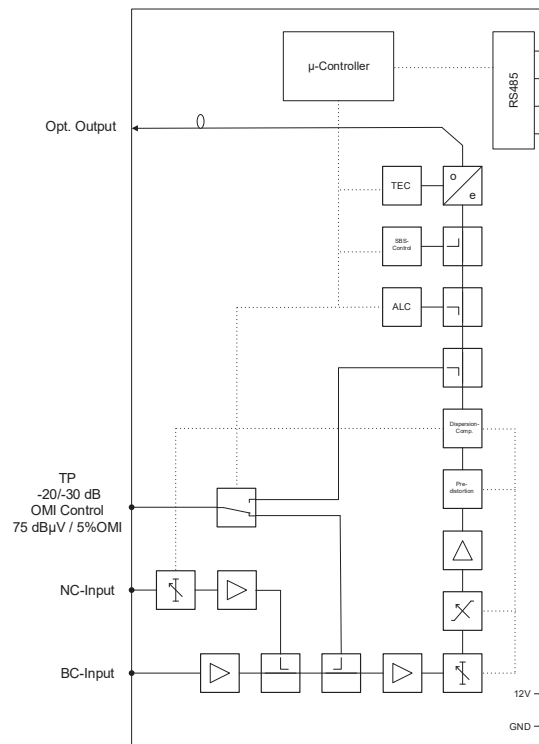 µ-Controller
RS485
Opt. Output
o
e
TEC
SBS-
Control
ALC
Dispersion-
Comp.
TP
-20/-30 dB
OMI Control
75 dBµV / 5%OMI
Pre-
distortion
NC-Input
BC-Input
12V
GND